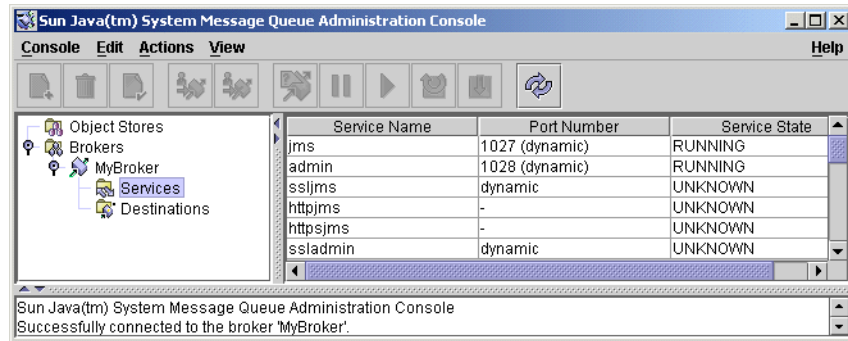 Sun Java(tm) System Message Queue Administration Console
Console Edit Actions View Help
Object Stores
Brokers
MyBroker
Services
Destinations
Service Name Port Number Service State
jms 1027 (dynamic) RUNNING
admin 1028 (dynamic) RUNNING
ssljms dynamic UNKNOWN
httpjms - UNKNOWN
httpsjms - UNKNOWN
ssladmin dynamic UNKNOWN
Sun Java(tm) System Message Queue Administration Console
Successfully connected to the broker 'MyBroker'.